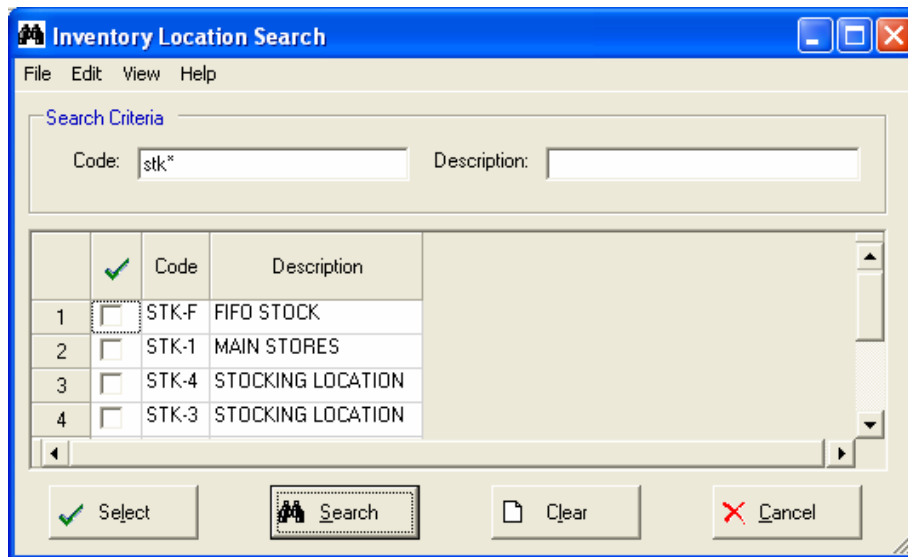 Inventory Location Search
File Edit View Help
Search Criteria
Code: stk* Description:
Code Description
1 STK-F FIFO STOCK
2 STK-1 MAIN STORES
3 STK-4 STOCKING LOCATION
4 STK-3 STOCKING LOCATION
Select Search Clear Cancel